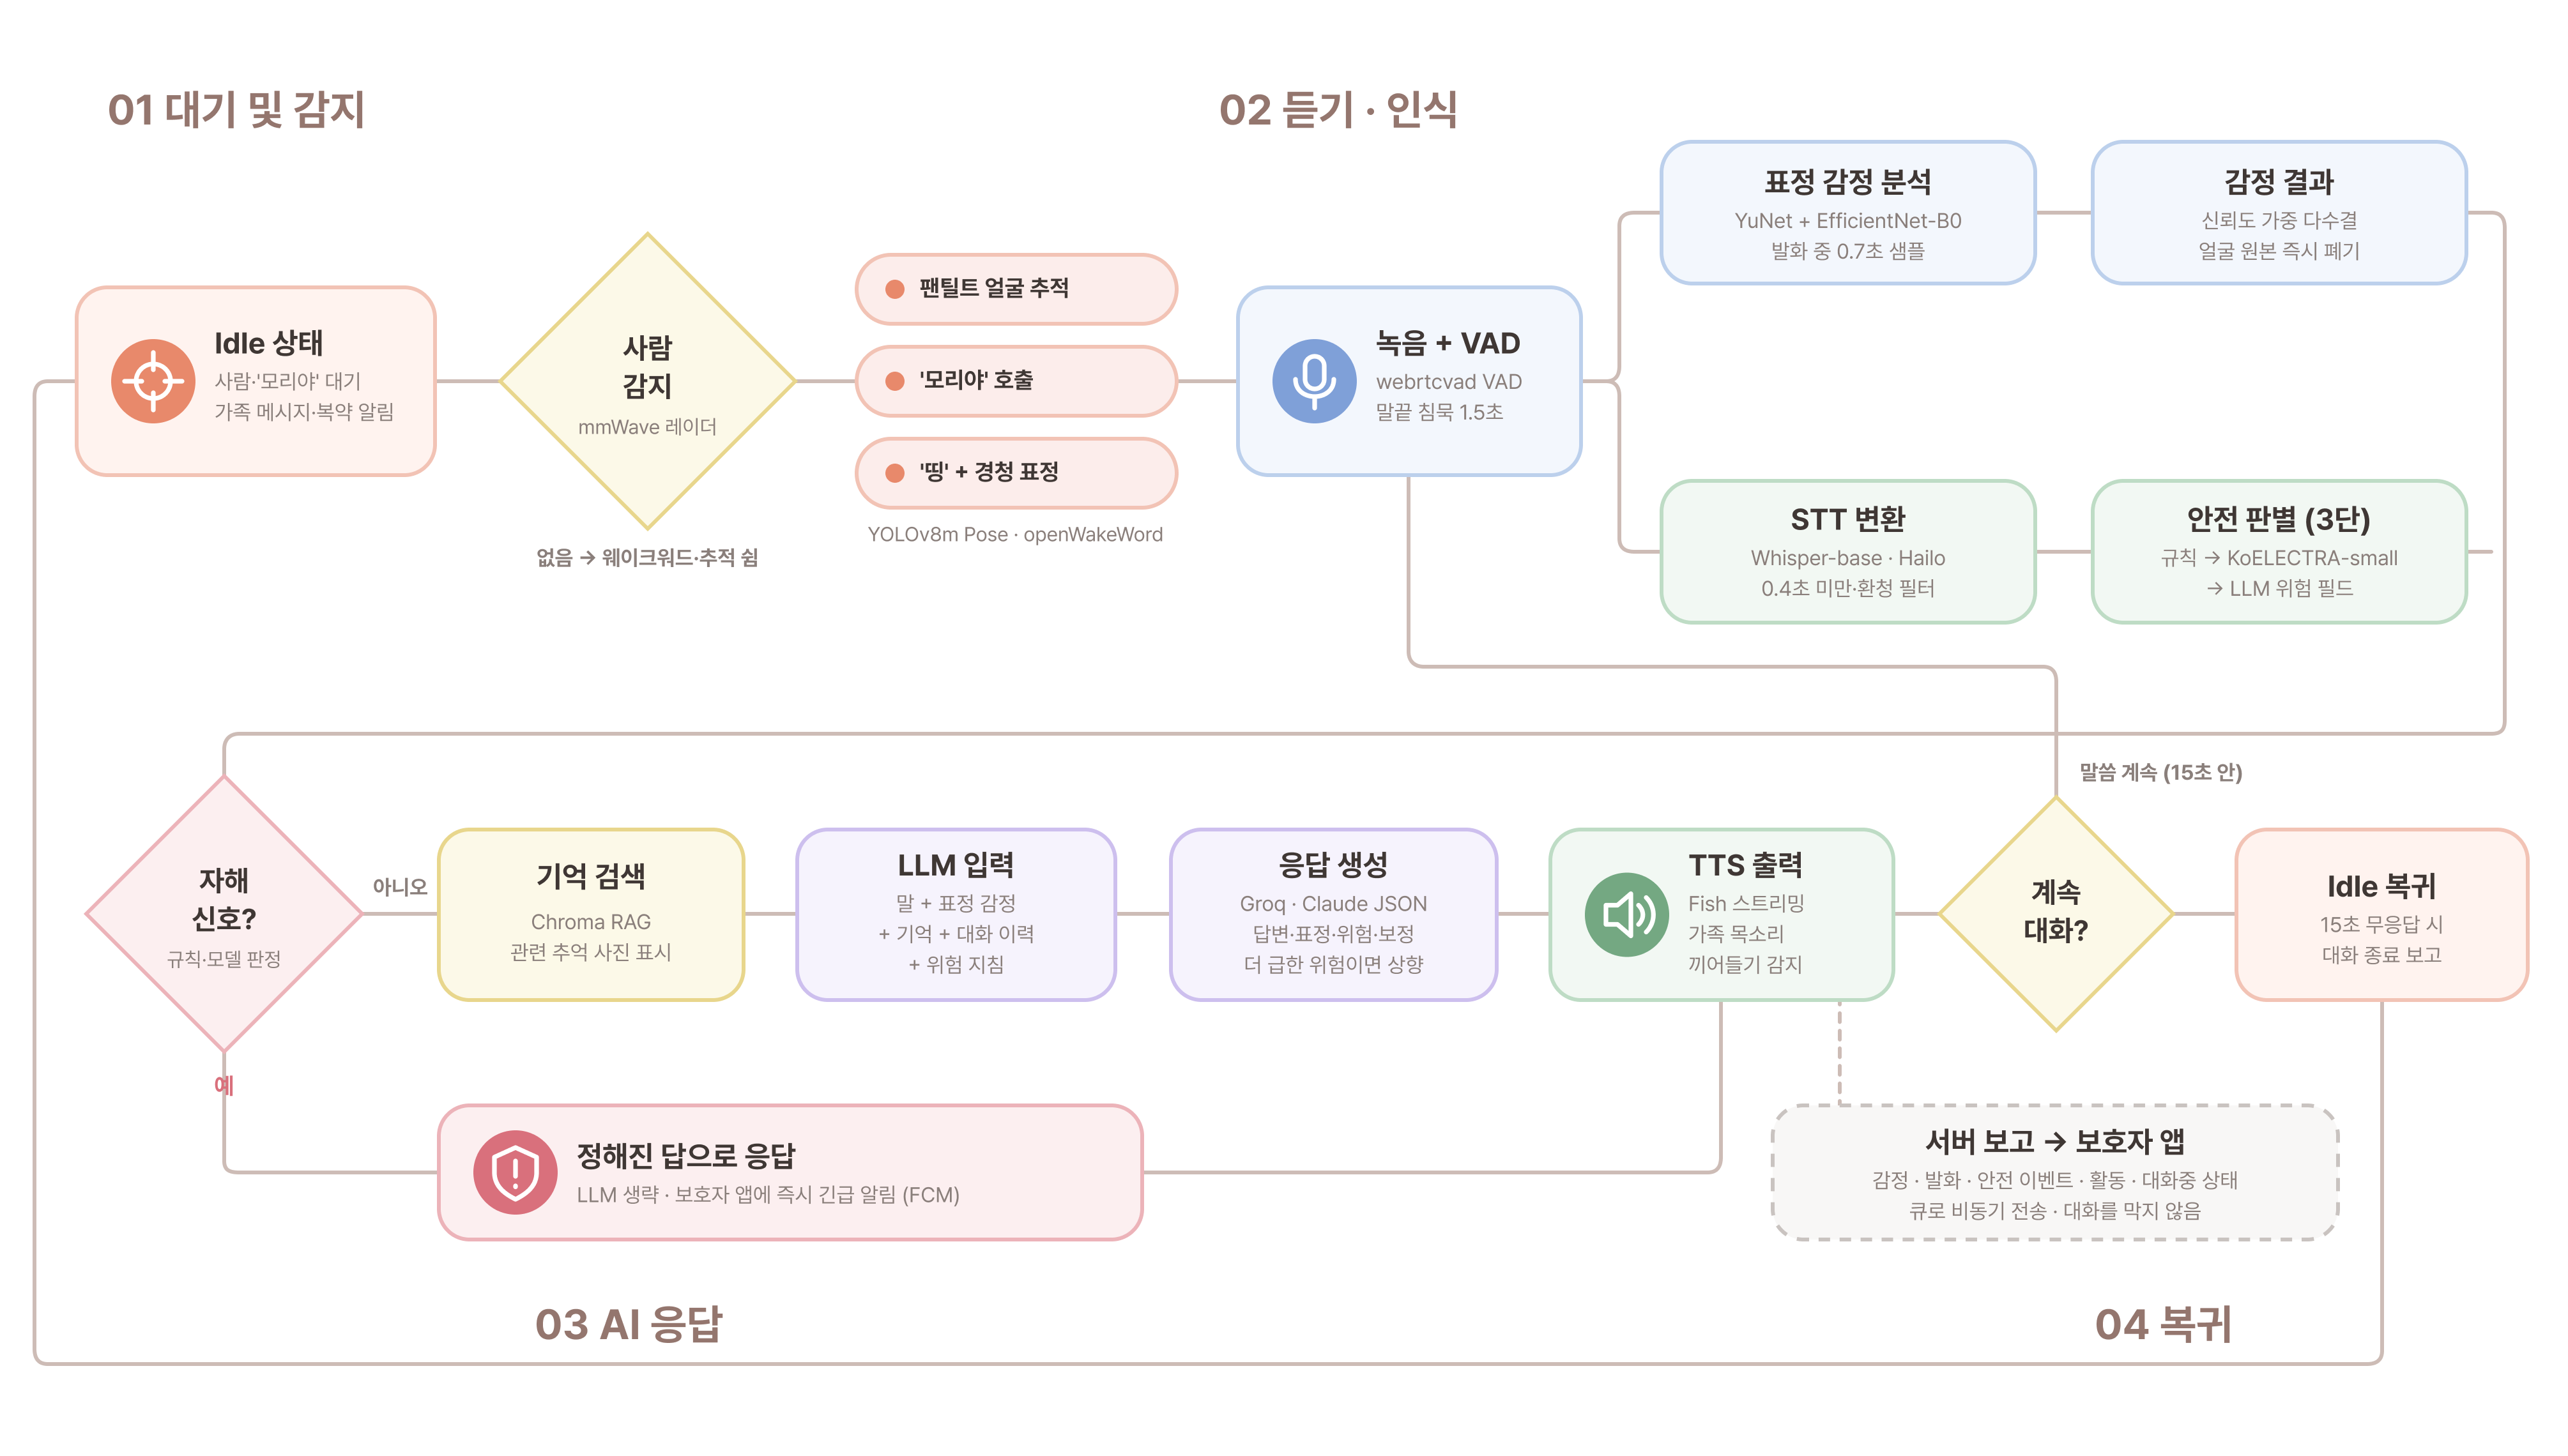 01 대기 및 감지
02 듣기 · 인식
표정 감정 분석
YuNet + EfficientNet-B0
발화 중 0.7초 샘플
감정 결과
신뢰도 가중 다수결
얼굴 원본 즉시 폐기
Idle 상태
사람·'모리야' 대기
가족 메시지·복약 알림
사람
감지
mmWave 레이더
없음 → 웨이크워드·추적 쉼
팬틸트 얼굴 추적
'모리야' 호출
'띵' + 경청 표정
YOLOv8m Pose · openWakeWord
녹음 + VAD
webrtcvad VAD
말끝 침묵 1.5초
STT 변환
Whisper-base · Hailo
0.4초 미만·환청 필터
안전 판별 (3단)
규칙 → KoELECTRA-small
→ LLM 위험 필드
말씀 계속 (15초 안)
자해
신호?
규칙·모델 판정
아니오
예
기억 검색
Chroma RAG
관련 추억 사진 표시
LLM 입력
말 + 표정 감정
+ 기억 + 대화 이력
+ 위험 지침
응답 생성
Groq · Claude JSON
답변·표정·위험·보정
더 급한 위험이면 상향
TTS 출력
Fish 스트리밍
가족 목소리
끼어들기 감지
계속
대화?
Idle 복귀
15초 무응답 시
대화 종료 보고
정해진 답으로 응답
LLM 생략 · 보호자 앱에 즉시 긴급 알림 (FCM)
서버 보고 → 보호자 앱
감정 · 발화 · 안전 이벤트 · 활동 · 대화중 상태
큐로 비동기 전송 · 대화를 막지 않음
03 AI 응답
04 복귀